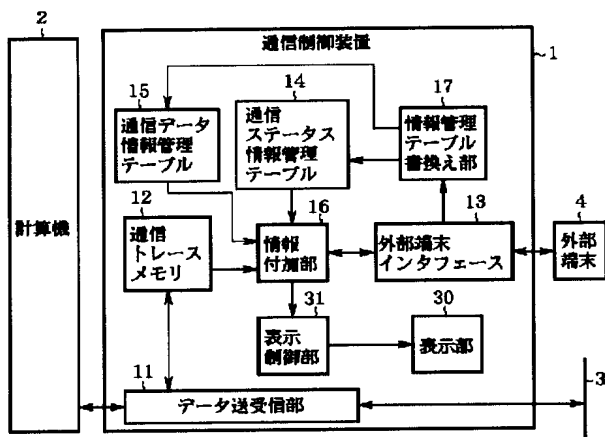 2
通信制御装置
1
15
14
17
通信データ
情報管理
テーブル
通信
ステータス
情報管理
テーブル
情報管理
テーブル
書換え部
12
16
13
4
計算機
通信
トレース
メモリ
情報
付加部
外部端末
インタフェース
外部
端末
31
30
表示
制御部
表示部
11
データ送受信部
3